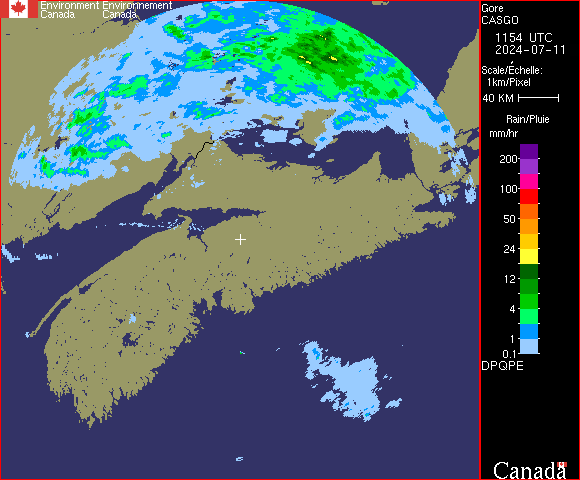 Environment Environnement
Canada Canada
Gore
CASGO
1154 UTC
2024-07-11
Scale/Échelle:
1km/Pixel
40 KM
Rain/Pluie
mm/hr
200
100
50
24
12
4
1
0.1
DPQPE
Canada